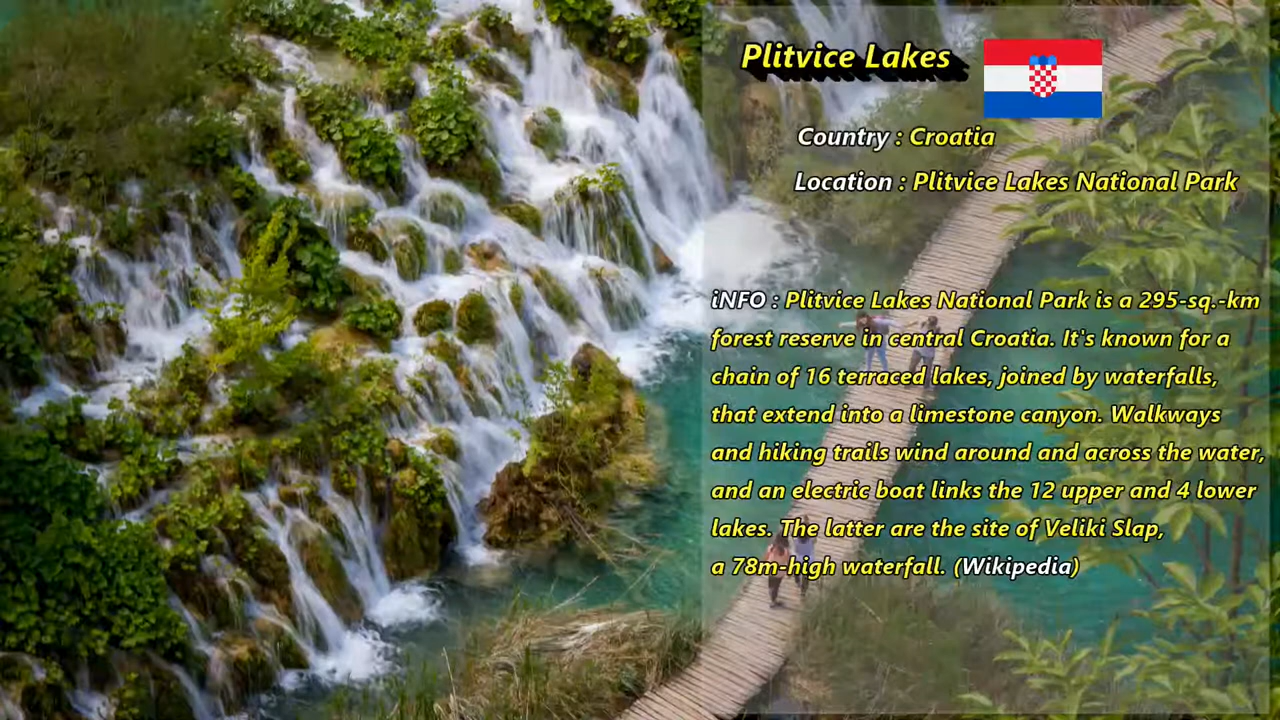 Plitvice Lakes
Country : Croatia
Location : Plitvice Lakes National Park
iNFO : Plitvice Lakes National Park is a 295-sq.-km
forest reserve in central Croatia. It's known for a
chain of 16 terraced lakes, joined by waterfalls,
that extend into a limestone canyon. Walkways
and hiking trails wind around and across the water,
and an electric boat links the 12 upper and 4 lower
lakes. The latter are the site of Veliki Slap,
a 78m-high waterfall. (Wikipedia)